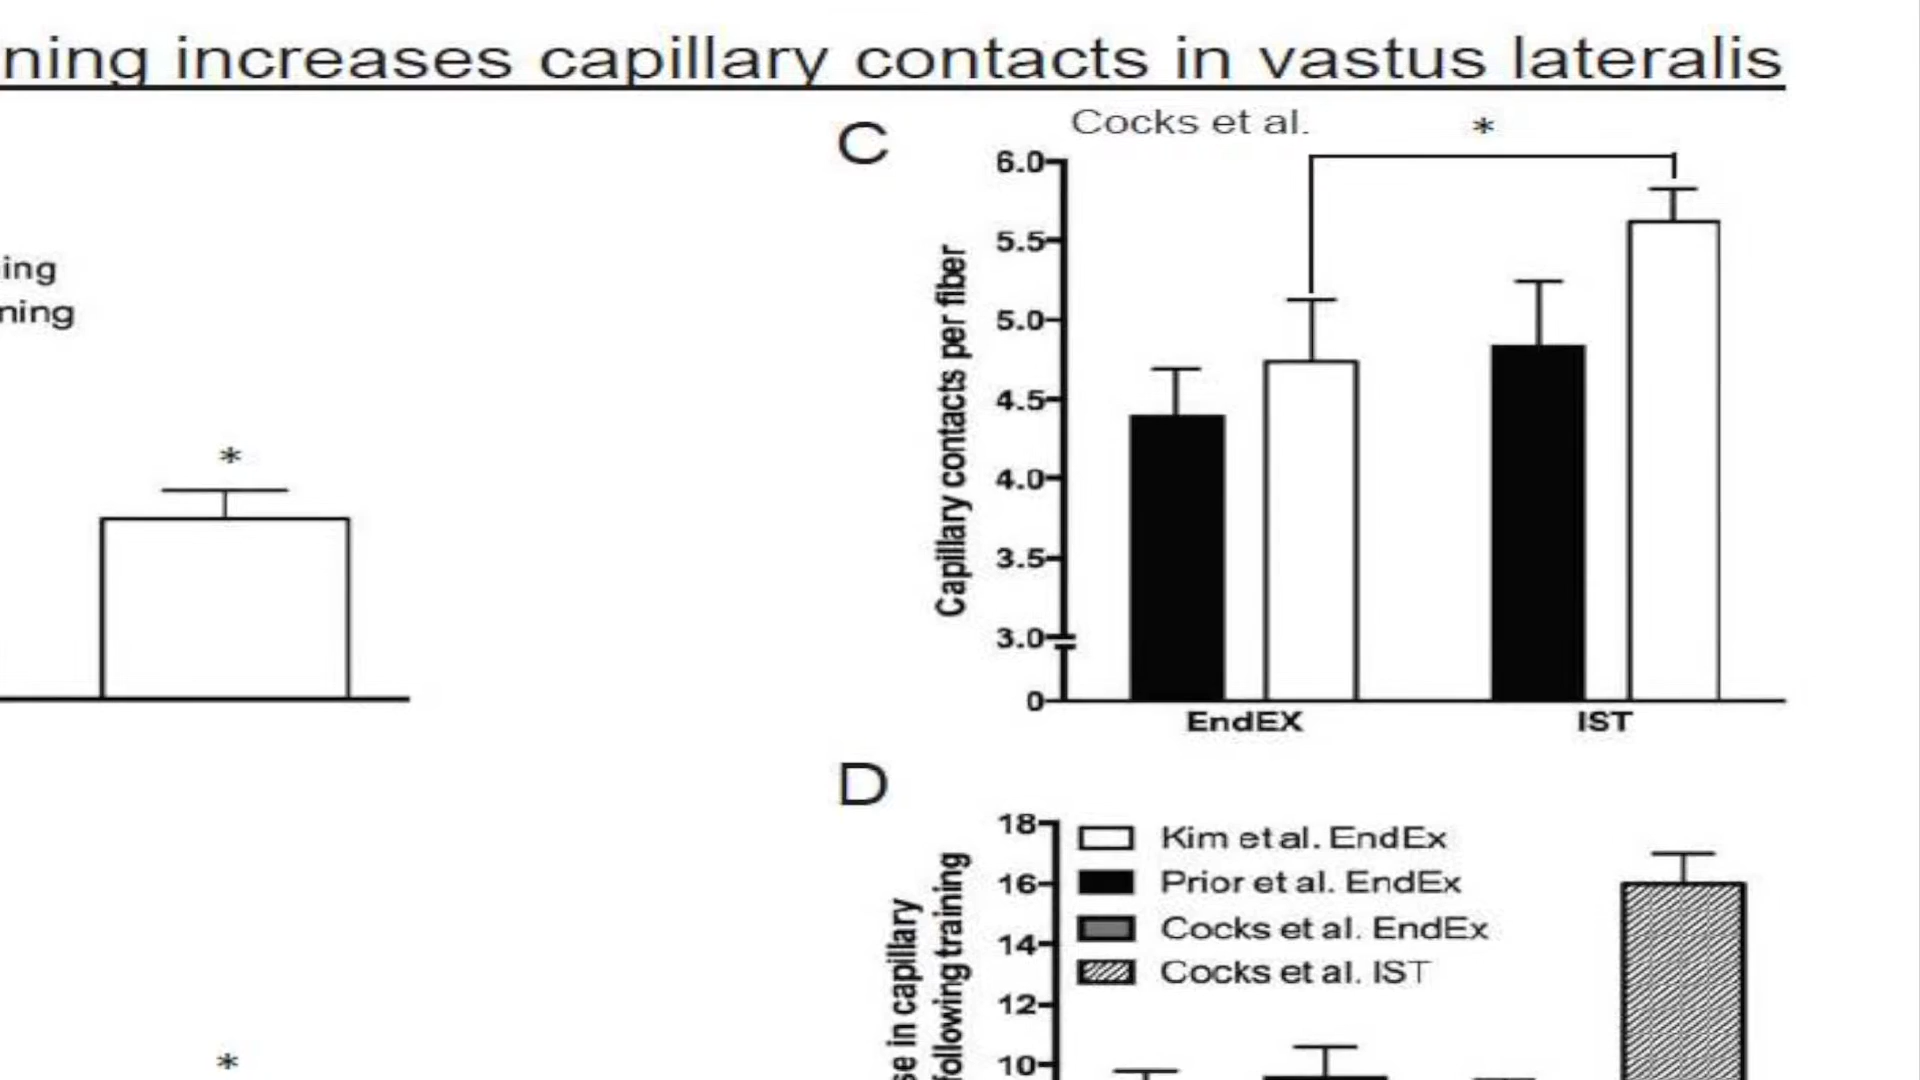 ning increases capillary contacts in vastus lateralis
ing
ning
*
*
C
Cocks et al.
*
Capillary contacts per fiber
6.0
5.5
5.0
4.5
4.0
3.5
3.0
0
EndEX IST
D
se in capillary
following training
18
16
14
12
10
Kim et al. EndEx
Prior et al. EndEx
Cocks et al. EndEx
Cocks et al. IST